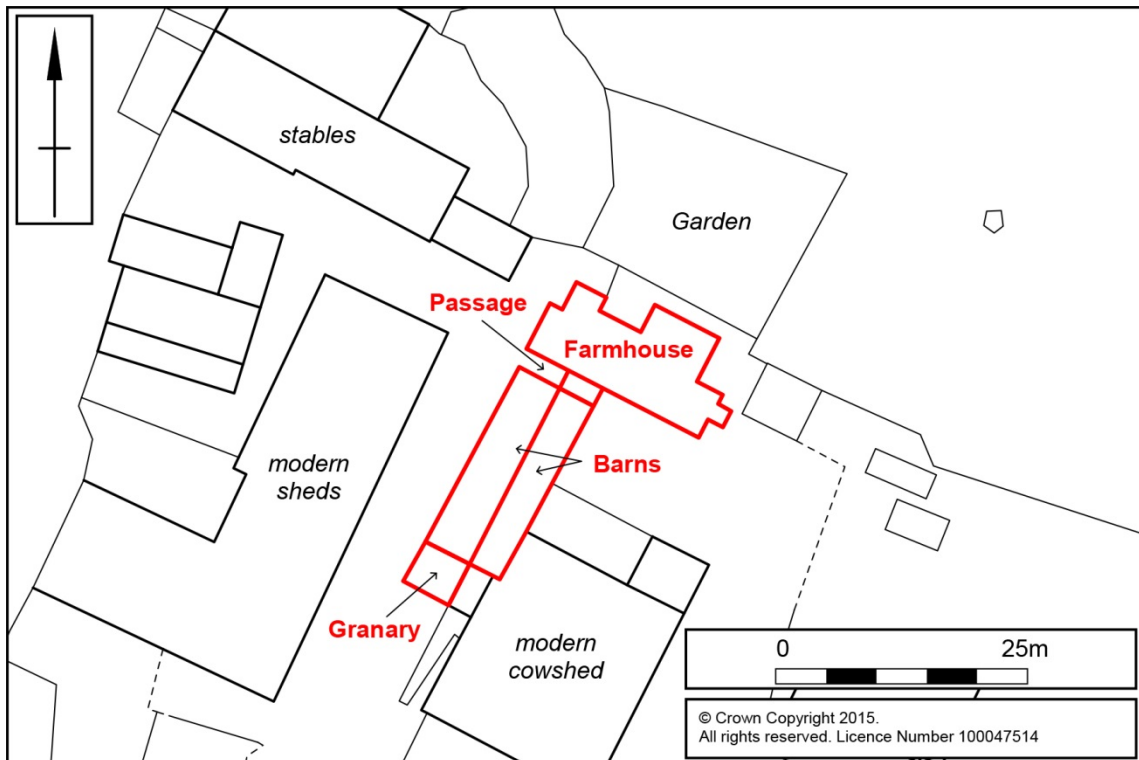 stables
Garden
Passage
Farmhouse
Barns
modern
sheds
Granary
modern
cowshed
0 25m
© Crown Copyright 2015.
All rights reserved. Licence Number 100047514